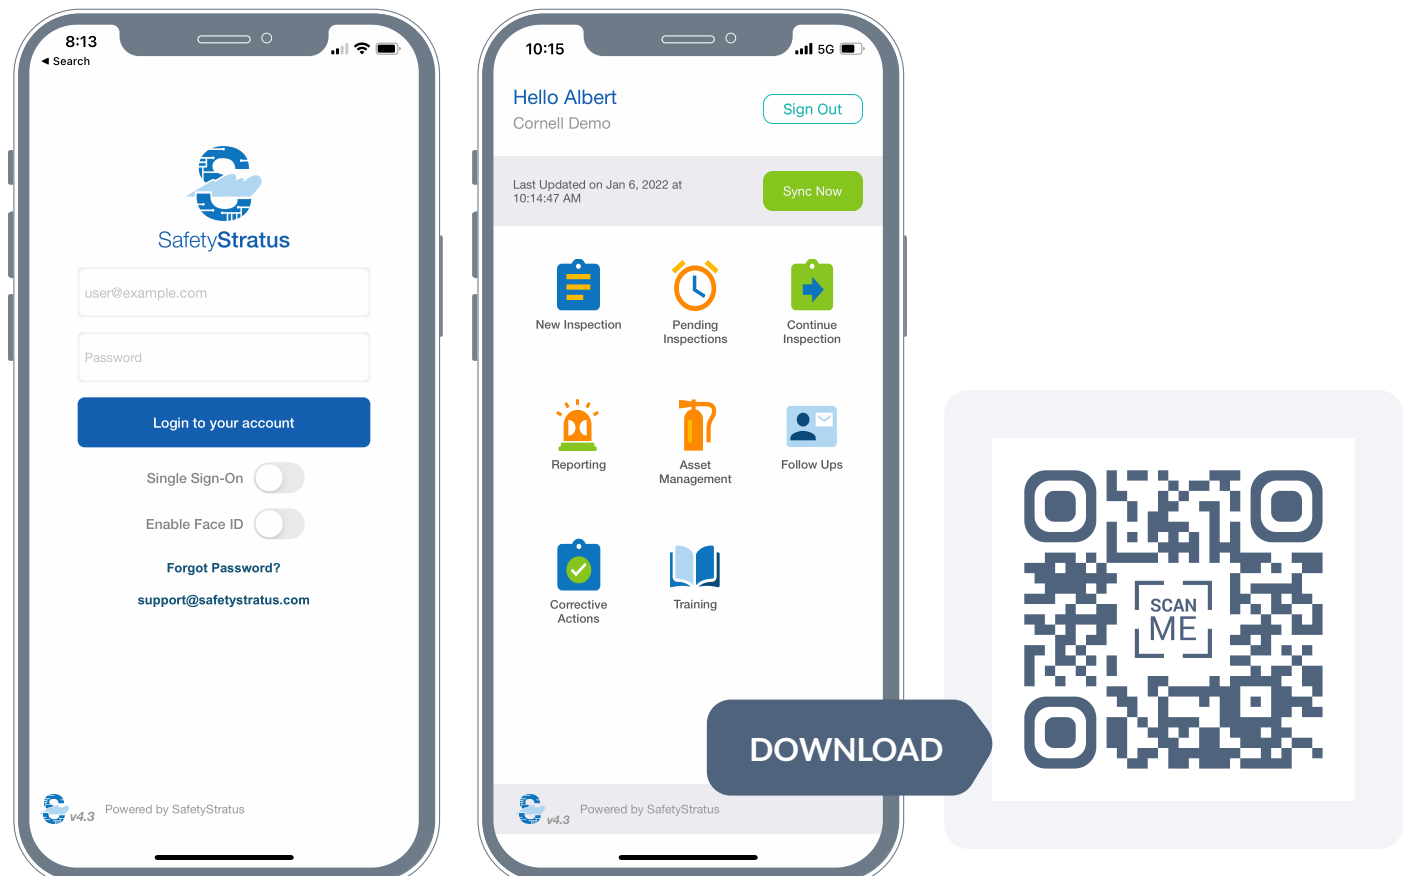 8:13
◀ Search
SafetyStratus
user@example.com
Password
Login to your account
Single Sign-On
Enable Face ID
Forgot Password?
support@safetystratus.com
v4.3
Powered by SafetyStratus
10:15
5G
Hello Albert
Cornell Demo
Sign Out
Last Updated on Jan 6, 2022 at
10:14:47 AM
Sync Now
New Inspection
Pending
Inspections
Continue
Inspection
Reporting
Asset
Management
Follow Ups
Corrective
Actions
Training
v4.3
Powered by SafetyStratus
DOWNLOAD
SCAN
ME